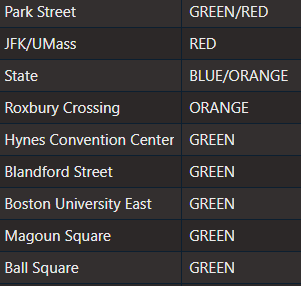 Park Street GREEN/RED
JFK/UMass RED
State BLUE/ORANGE
Roxbury Crossing ORANGE
Hynes Convention Center GREEN
Blandford Street GREEN
Boston University East GREEN
Magoun Square GREEN
Ball Square GREEN